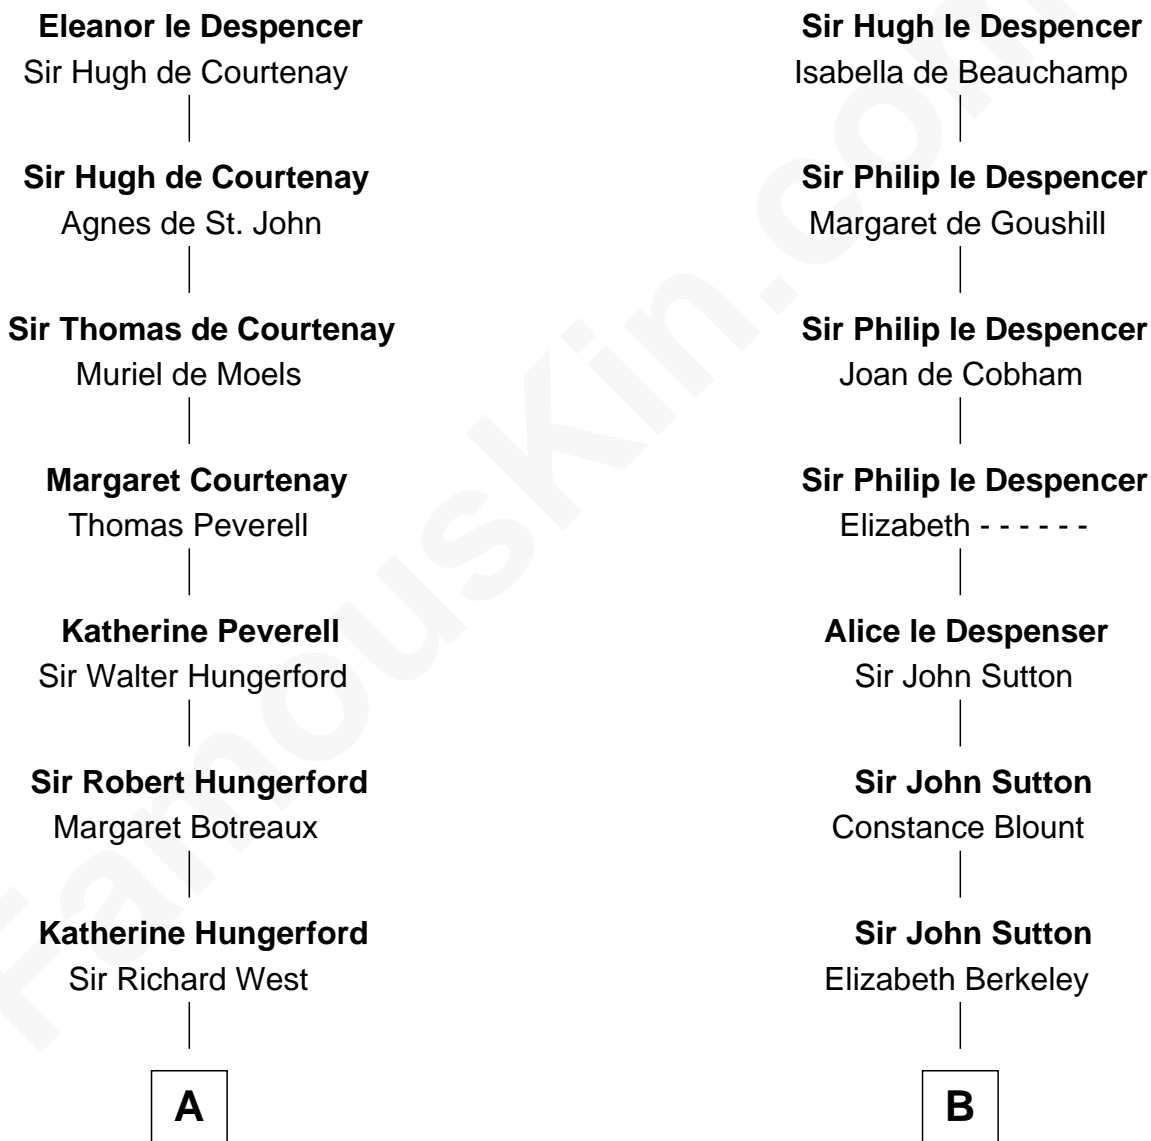 Eleanor le Despencer
Sir Hugh de Courtenay
Sir Hugh de Courtenay
Agnes de St. John
Sir Thomas de Courtenay
Muriel de Moels
Margaret Courtenay
Thomas Peverell
Katherine Peverell
Sir Walter Hungerford
Sir Robert Hungerford
Margaret Botreaux
Katherine Hungerford
Sir Richard West
A
Sir Hugh le Despencer
Isabella de Beauchamp
Sir Philip le Despencer
Margaret de Goushill
Sir Philip le Despencer
Joan de Cobham
Sir Philip le Despencer
Elizabeth - - - - - -
Alice le Despenser
Sir John Sutton
Sir John Sutton
Constance Blount
Sir John Sutton
Elizabeth Berkeley
B
FamousKin.com